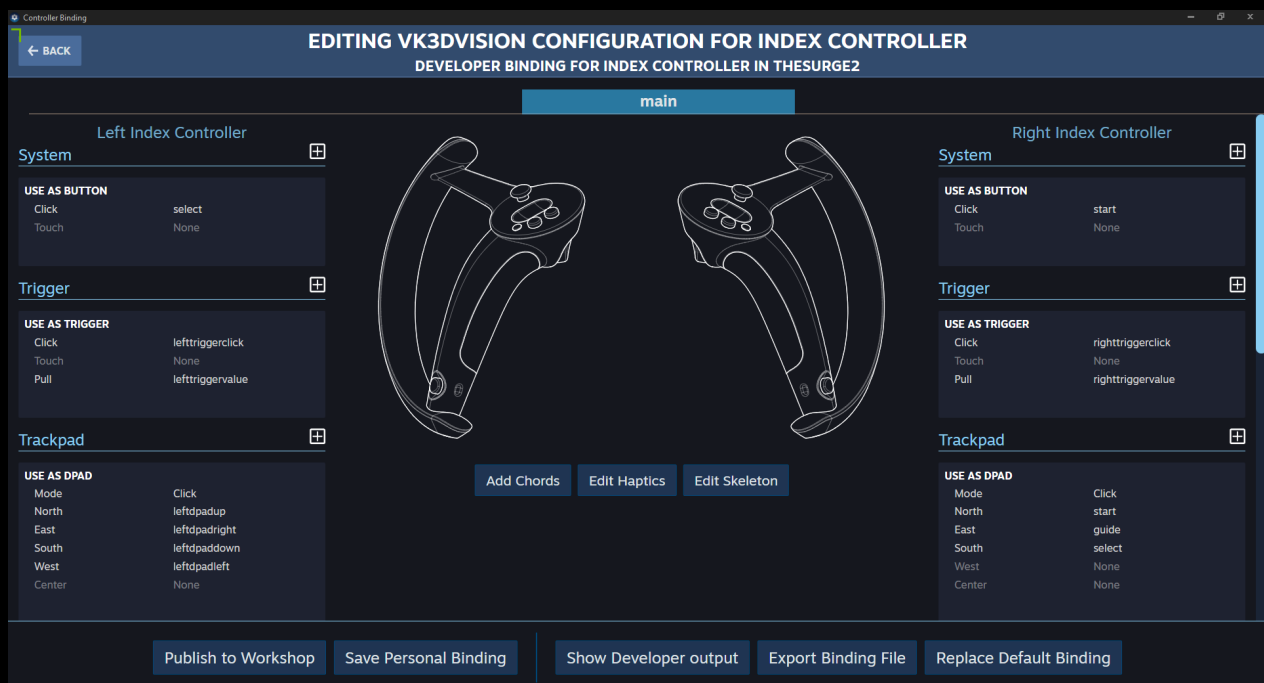 Controller Binding
← BACK
EDITING VK3DVISION CONFIGURATION FOR INDEX CONTROLLER
DEVELOPER BINDING FOR INDEX CONTROLLER IN THESURGE2
main
Left Index Controller
System
USE AS BUTTON
Click select
Touch None
Trigger
USE AS TRIGGER
Click lefttriggerclick
Touch None
Pull lefttriggervalue
Trackpad
USE AS DPAD
Mode Click
North leftdpadup
East leftdpadright
South leftdpaddown
West leftdpadleft
Center None
Add Chords
Edit Haptics
Edit Skeleton
Right Index Controller
System
USE AS BUTTON
Click start
Touch None
Trigger
USE AS TRIGGER
Click righttriggerclick
Touch None
Pull righttriggervalue
Trackpad
USE AS DPAD
Mode Click
North start
East guide
South select
West None
Center None
Publish to Workshop
Save Personal Binding
Show Developer output
Export Binding File
Replace Default Binding